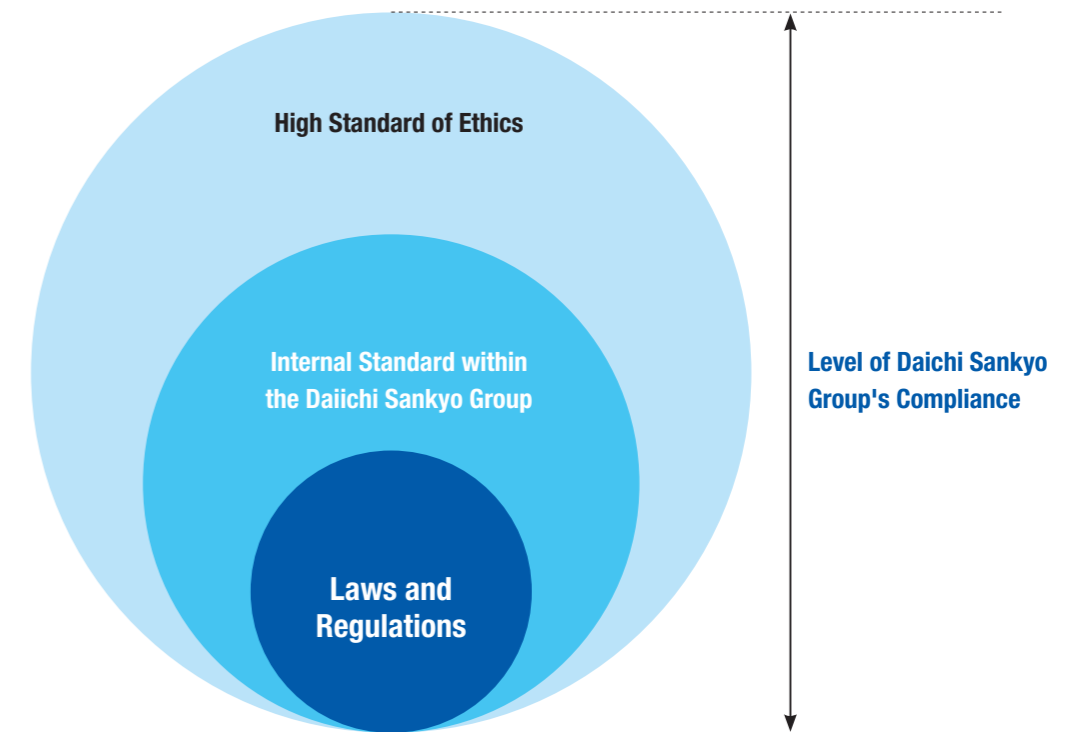 High Standard of Ethics
Internal Standard within
the Daiichi Sankyo Group
Laws and
Regulations
Level of Daichi Sankyo
Group's Compliance